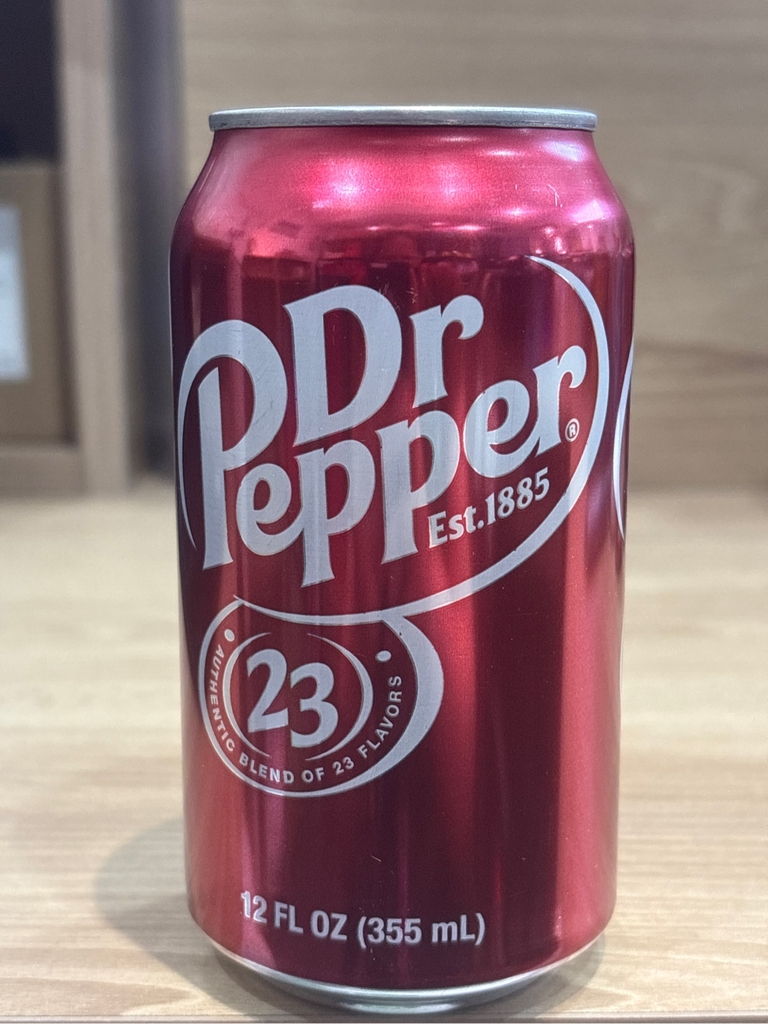 Dr
Pepper®
Est.1885
23
AUTHENTIC BLEND OF 23 FLAVORS
12 FL OZ (355 mL)